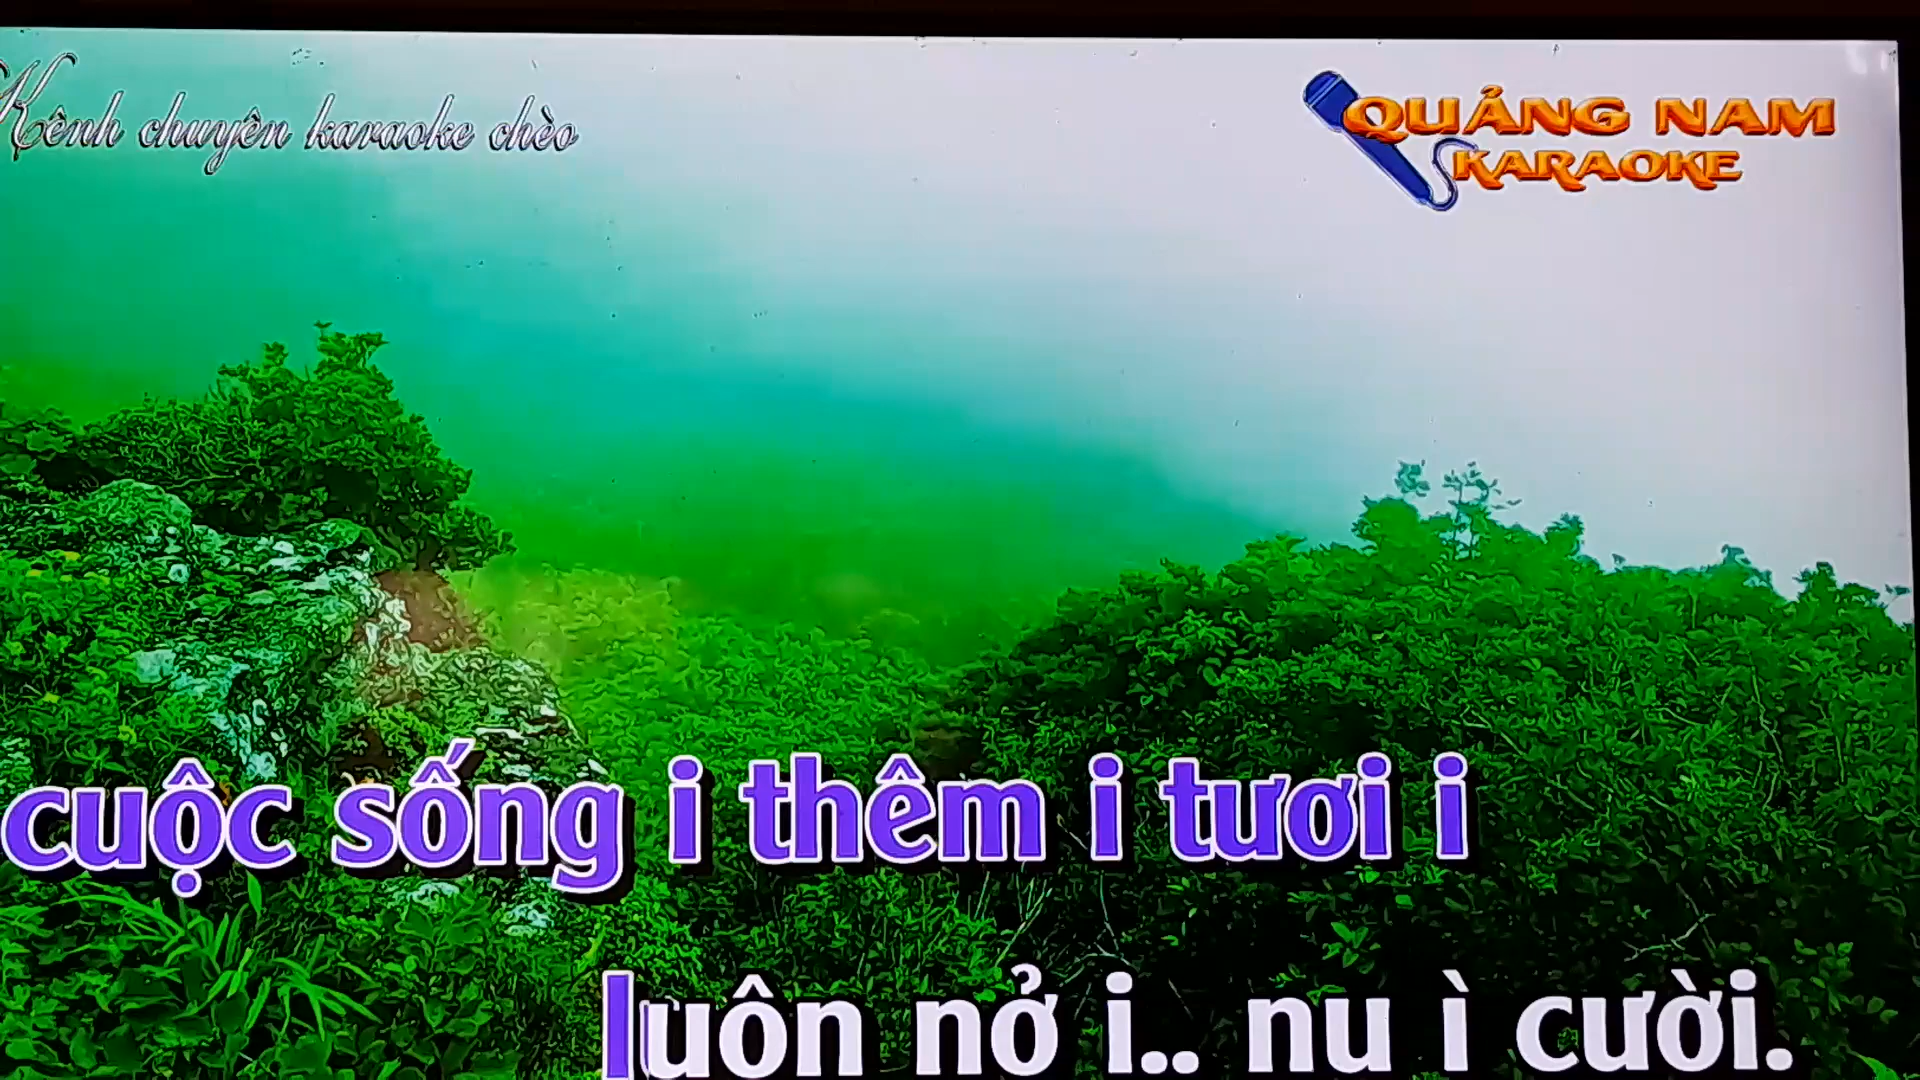 Kênh chuyên karaoke chèo
QUẢNG NAM
KARAOKE
cuộc sống i thêm i tươi i
luôn nở i.. nu ì cười.